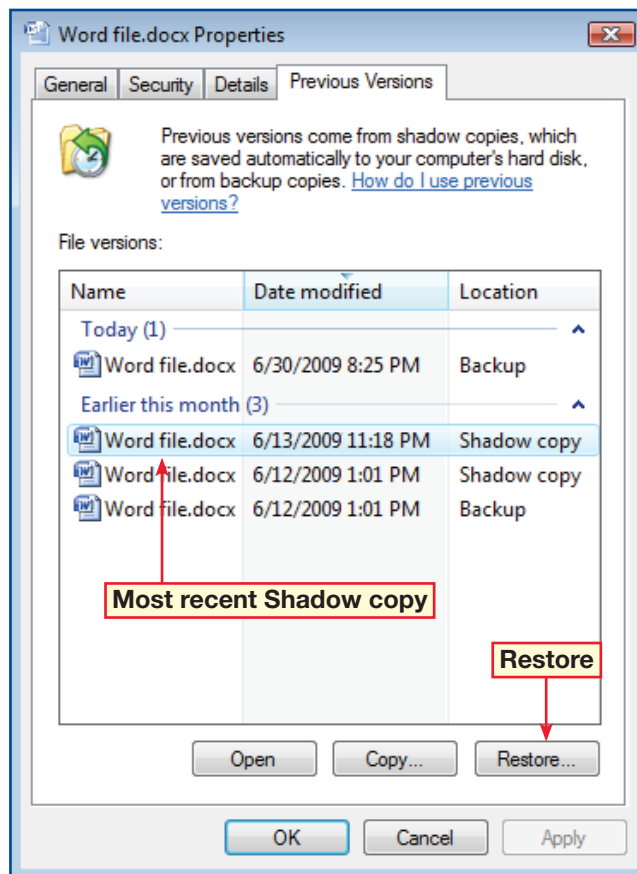 Word file.docx Properties
General Security Details Previous Versions
Previous versions come from shadow copies, which
are saved automatically to your computer's hard disk,
or from backup copies. How do I use previous
versions?
File versions:
Name Date modified Location
Today (1)
Word file.docx 6/30/2009 8:25 PM Backup
Earlier this month (3)
Word file.docx 6/13/2009 11:18 PM Shadow copy
Word file.docx 6/12/2009 1:01 PM Shadow copy
Word file.docx 6/12/2009 1:01 PM Backup
Most recent Shadow copy
Restore
Open Copy... Restore...
OK Cancel Apply